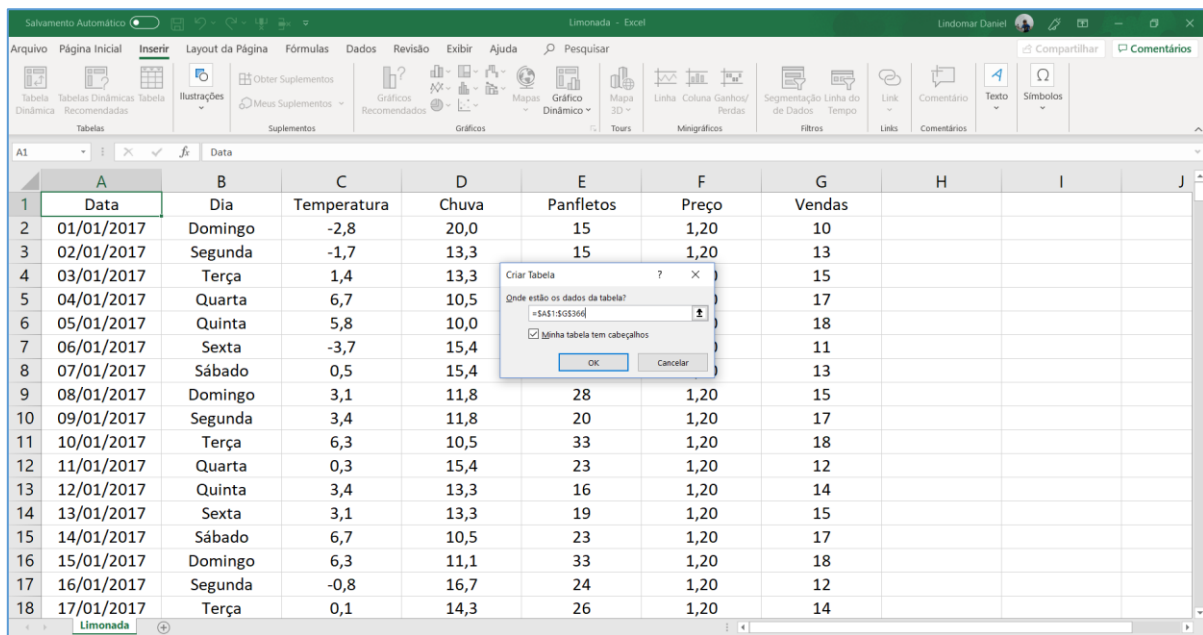 Salvamento Automático Limonada - Excel Lindomar Daniel
Arquivo Página Inicial Inserir Layout da Página Fórmulas Dados Revisão Exibir Ajuda Pesquisar Compartilhar Comentários
Tabela Dinâmica Tabelas Dinâmicas Recomendadas Tabela Ilustrações Obter Suplementos Meus Suplementos Gráficos Recomendados Mapas Gráfico Dinâmico Mapa 3D Linha Coluna Ganhos/Perdas Segmentação de Dados Linha do Tempo Link Comentário Texto Símbolos
Tabelas Suplementos Gráficos Tours Minigráficos Filtros Links Comentários
A1 fx Data
A B C D E F G H I J
1 Data Dia Temperatura Chuva Panfletos Preço Vendas
2 01/01/2017 Domingo -2,8 20,0 15 1,20 10
3 02/01/2017 Segunda -1,7 13,3 15 1,20 13
4 03/01/2017 Terça 1,4 13,3 15
5 04/01/2017 Quarta 6,7 10,5 17
6 05/01/2017 Quinta 5,8 10,0 18
7 06/01/2017 Sexta -3,7 15,4 11
8 07/01/2017 Sábado 0,5 15,4 13
Criar Tabela ?
Onde estão os dados da tabela?
=$A$1:$G$366
Minha tabela tem cabeçalhos
OK Cancelar
9 08/01/2017 Domingo 3,1 11,8 28 1,20 15
10 09/01/2017 Segunda 3,4 11,8 20 1,20 17
11 10/01/2017 Terça 6,3 10,5 33 1,20 18
12 11/01/2017 Quarta 0,3 15,4 23 1,20 12
13 12/01/2017 Quinta 3,4 13,3 16 1,20 14
14 13/01/2017 Sexta 3,1 13,3 19 1,20 15
15 14/01/2017 Sábado 6,7 10,5 23 1,20 17
16 15/01/2017 Domingo 6,3 11,1 33 1,20 18
17 16/01/2017 Segunda -0,8 16,7 24 1,20 12
18 17/01/2017 Terça 0,1 14,3 26 1,20 14
Limonada